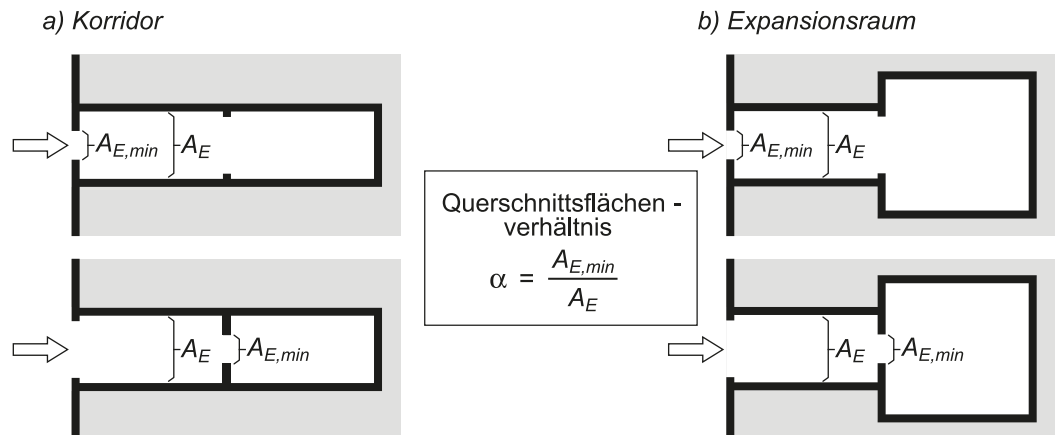 a) Korridor
b) Expansionsraum
A_E,min
A_E
A_E,min
A_E
Querschnittsflächen -
verhältnis
α = A_E,min / A_E
A_E
A_E,min
A_E
A_E,min